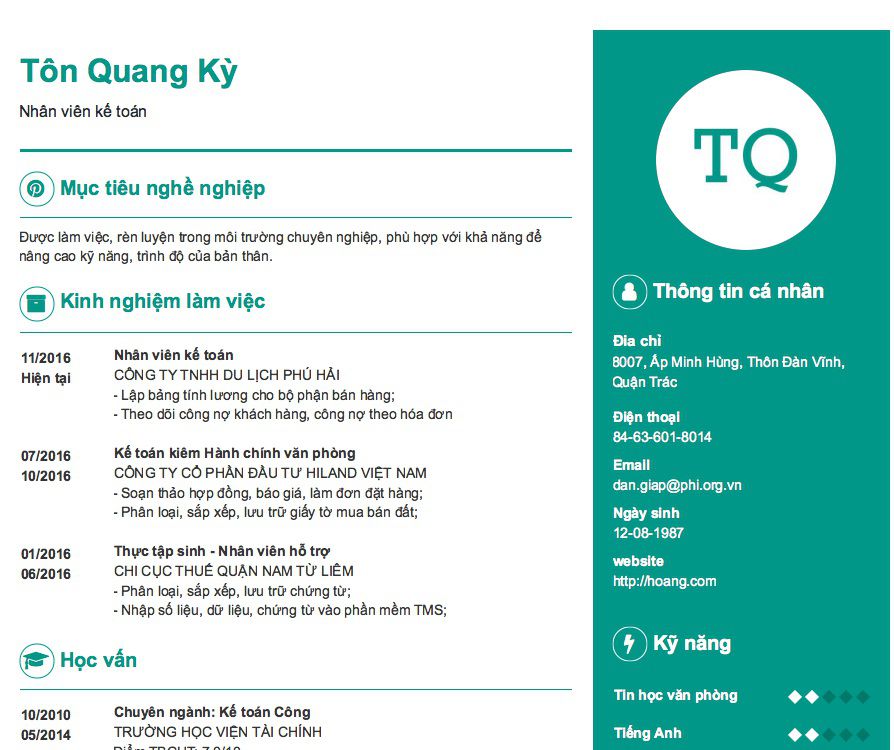 Tôn Quang Kỳ
Nhân viên kế toán
Mục tiêu nghề nghiệp
Được làm việc, rèn luyện trong môi trường chuyên nghiệp, phù hợp với khả năng để
nâng cao kỹ năng, trình độ của bản thân.
Kinh nghiệm làm việc
11/2016
Hiện tại
Nhân viên kế toán
CÔNG TY TNHH DU LỊCH PHÚ HẢI
- Lập bảng tính lương cho bộ phận bán hàng;
- Theo dõi công nợ khách hàng, công nợ theo hóa đơn
07/2016
10/2016
Kế toán kiêm Hành chính văn phòng
CÔNG TY CỔ PHẦN ĐẦU TƯ HILAND VIỆT NAM
- Soạn thảo hợp đồng, báo giá, làm đơn đặt hàng;
- Phân loại, sắp xếp, lưu trữ giấy tờ mua bán đất;
01/2016
06/2016
Thực tập sinh - Nhân viên hỗ trợ
CHI CỤC THUẾ QUẬN NAM TỪ LIÊM
- Phân loại, sắp xếp, lưu trữ chứng từ;
- Nhập số liệu, dữ liệu, chứng từ vào phần mềm TMS;
Học vấn
10/2010
05/2014
Chuyên ngành: Kế toán Công
TRƯỜNG HỌC VIỆN TÀI CHÍNH
Điểm TBCHT: 7.0/10
TQ
Thông tin cá nhân
Địa chỉ
8007, Ấp Minh Hùng, Thôn Đàn Vĩnh,
Quận Trác
Điện thoại
84-63-601-8014
Email
dan.giap@phi.org.vn
Ngày sinh
12-08-1987
website
http://hoang.com
Kỹ năng
Tin học văn phòng
Tiếng Anh